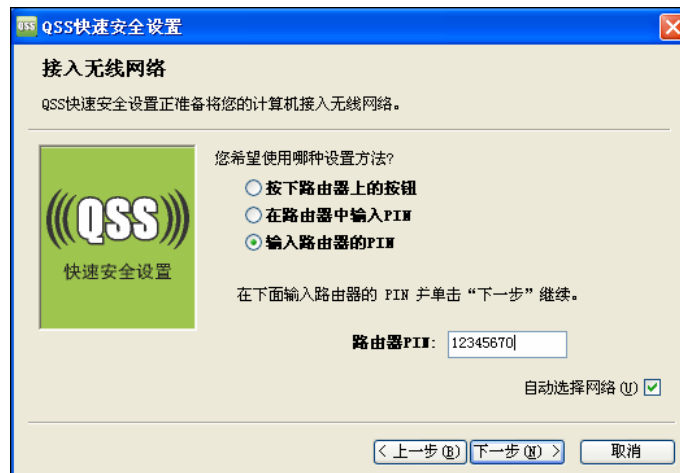 QSS快速安全设置
接入无线网络
QSS快速安全设置正准备将您的计算机接入无线网络。
您希望使用哪种设置方法?
按下路由器上的按钮
在路由器中输入PIN
输入路由器的PIN
QSS
快速安全设置
在下面输入路由器的 PIN 并单击“下一步”继续。
路由器PIN: 12345670
自动选择网络(U)
< 上一步(B) 下一步(N) > 取消